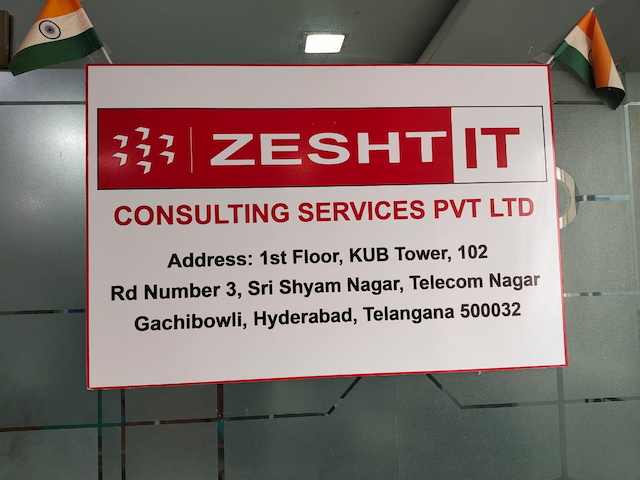 ZESHT IT
CONSULTING SERVICES PVT LTD
Address: 1st Floor, KUB Tower, 102
Rd Number 3, Sri Shyam Nagar, Telecom Nagar
Gachibowli, Hyderabad, Telangana 500032